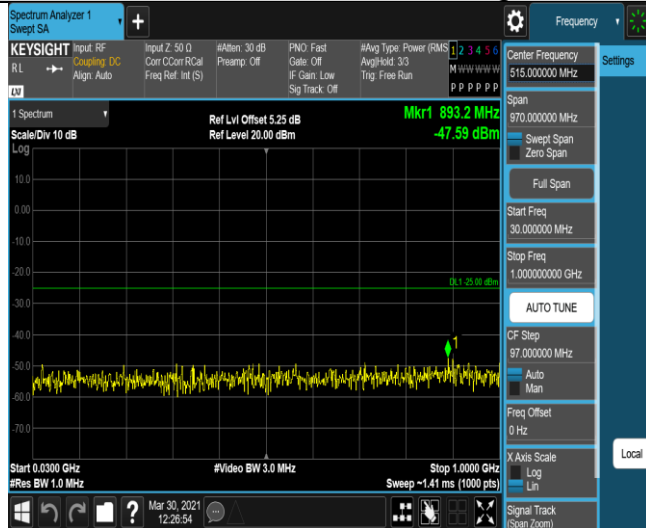 Spectrum Analyzer 1
Swept SA
+
Frequency
KEYSIGHT
Input: RF
Coupling: DC
Align: Auto
Input Z: 50 Ω
Corr CCorr RCal
Freq Ref: Int (S)
#Atten: 30 dB
Preamp: Off
PNO: Fast
Gate: Off
IF Gain: Low
Sig Track: Off
#Avg Type: Power (RMS
Avg|Hold: 3/3
Trig: Free Run
1 2 3 4 5 6
M W W W W W
P P P P P P
RL
LXI
1 Spectrum
Scale/Div 10 dB
Ref Lvl Offset 5.25 dB
Ref Level 20.00 dBm
Mkr1 893.2 MHz
-47.59 dBm
Log
10.0
0.00
-10.0
-20.0
-30.0
-40.0
-50.0
-60.0
-70.0
DL1 -25.00 dBm
1
Start 0.0300 GHz
#Res BW 1.0 MHz
#Video BW 3.0 MHz
Stop 1.0000 GHz
Sweep ~1.41 ms (1000 pts)
?
Mar 30, 2021
12:26:54
Center Frequency
515.000000 MHz
Settings
Span
970.000000 MHz
Swept Span
Zero Span
Full Span
Start Freq
30.000000 MHz
Stop Freq
1.000000000 GHz
AUTO TUNE
CF Step
97.000000 MHz
Auto
Man
Freq Offset
0 Hz
X Axis Scale
Log
Lin
Local
Signal Track
(Span Zoom)